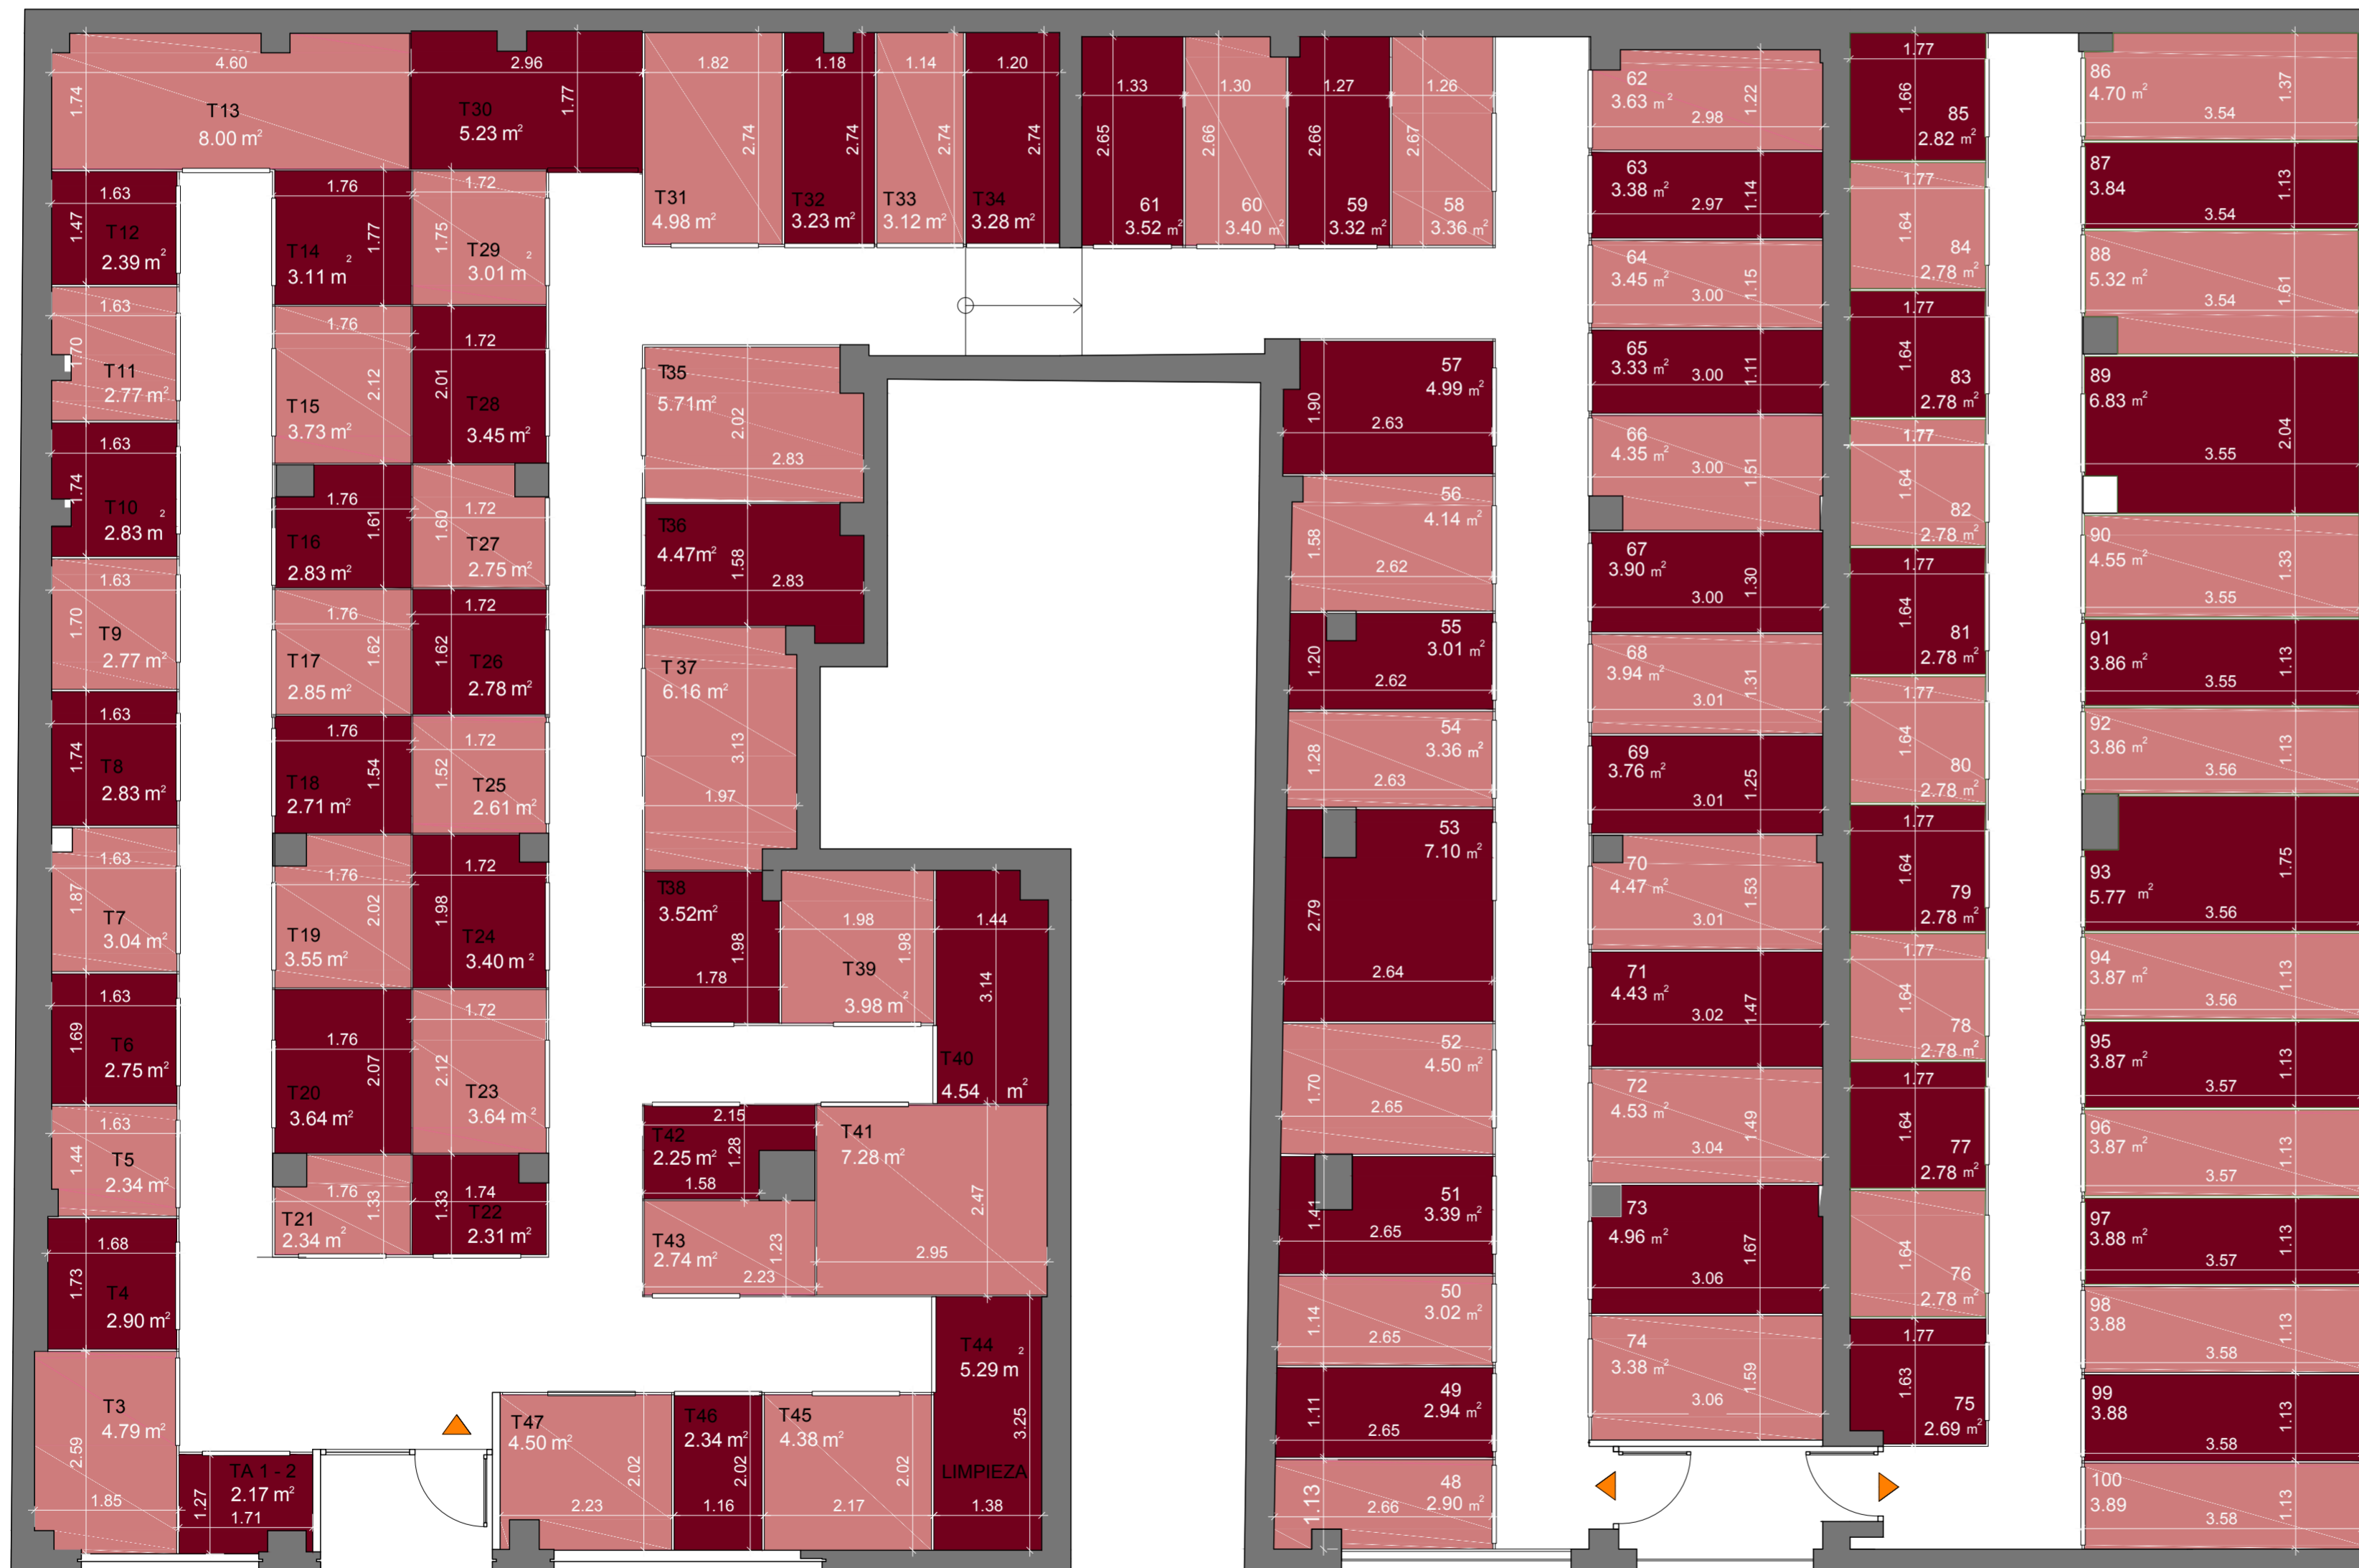 4.60
1.74
T13
8.00 m²
2.96
1.77
T30
5.23 m²
1.82
2.74
T31
4.98 m²
1.18
2.74
T32
3.23 m²
1.14
2.74
T33
3.12 m²
1.20
2.74
T34
3.28 m²
1.33
2.65
61
3.52 m²
1.30
2.66
60
3.40 m²
1.27
2.66
59
3.32 m²
1.26
2.67
58
3.36 m²
1.63
1.47
T12
2.39 m²
1.63
1.70
T11
2.77 m²
1.63
1.74
T10
2.83 m²
1.63
1.70
T9
2.77 m²
1.63
1.74
T8
2.83 m²
1.63
1.87
T7
3.04 m²
1.63
1.69
T6
2.75 m²
1.63
1.44
T5
2.34 m²
1.68
1.73
T4
2.90 m²
T3
4.79 m²
2.59
1.85
TA 1 - 2
2.17 m²
1.27
1.71
1.76
1.77
T14
3.11 m²
1.76
2.12
T15
3.73 m²
1.76
1.61
T16
2.83 m²
1.76
1.62
T17
2.85 m²
1.76
1.54
T18
2.71 m²
1.76
2.02
T19
3.55 m²
1.76
2.07
T20
3.64 m²
1.76
1.33
T21
2.34 m²
1.72
1.75
T29
3.01 m²
1.72
2.01
T28
3.45 m²
1.72
1.60
T27
2.75 m²
1.72
1.62
T26
2.78 m²
1.72
1.52
T25
2.61 m²
1.72
1.98
T24
3.40 m²
1.72
2.12
T23
3.64 m²
1.74
1.33
T22
2.31 m²
T35
5.71m²
2.02
2.83
T36
4.47m²
1.58
2.83
T 37
6.16 m²
3.13
1.97
T38
3.52m²
1.98
1.78
1.98
1.98
T39
3.98 m²
1.44
3.14
T40
4.54 m²
2.15
T42
2.25 m²
1.28
1.58
T41
7.28 m²
2.47
2.95
T43
2.74 m²
1.23
2.23
T44
5.29 m²
3.25
LIMPIEZA
1.38
T47
4.50 m²
2.02
2.23
T46
2.34 m²
2.02
1.16
T45
4.38 m²
2.02
2.17
57
4.99 m²
1.90
2.63
56
4.14 m²
1.58
2.62
55
3.01 m²
1.20
2.62
54
3.36 m²
1.28
2.63
53
7.10 m²
2.79
2.64
52
4.50 m²
1.70
2.65
51
3.39 m²
1.41
2.65
50
3.02 m²
1.14
2.65
49
2.94 m²
1.11
2.65
48
2.90 m²
1.13
2.66
62
3.63 m²
1.22
2.98
63
3.38 m²
1.14
2.97
64
3.45 m²
1.15
3.00
65
3.33 m²
1.11
3.00
66
4.35 m²
1.51
3.00
67
3.90 m²
1.30
3.00
68
3.94 m²
1.31
3.01
69
3.76 m²
1.25
3.01
70
4.47 m²
1.53
3.01
71
4.43 m²
1.47
3.02
72
4.53 m²
1.49
3.04
73
4.96 m²
1.67
3.06
74
3.38 m²
1.59
3.06
1.77
1.66
85
2.82 m²
1.77
1.64
84
2.78 m²
1.77
1.64
83
2.78 m²
1.77
1.64
82
2.78 m²
1.77
1.64
81
2.78 m²
1.77
1.64
80
2.78 m²
1.77
1.64
79
2.78 m²
1.77
1.64
78
2.78 m²
1.77
1.64
77
2.78 m²
1.64
76
2.78 m²
1.77
1.63
75
2.69 m²
86
4.70 m²
1.37
3.54
87
3.84
1.13
3.54
88
5.32 m²
1.61
3.54
89
6.83 m²
2.04
3.55
90
4.55 m²
1.33
3.55
91
3.86 m²
1.13
3.55
92
3.86 m²
1.13
3.56
93
5.77 m²
1.75
3.56
94
3.87 m²
1.13
3.56
95
3.87 m²
1.13
3.57
96
3.87 m²
1.13
3.57
97
3.88 m²
1.13
3.57
98
3.88
1.13
3.58
99
3.88
1.13
3.58
100
3.89
1.13
3.58